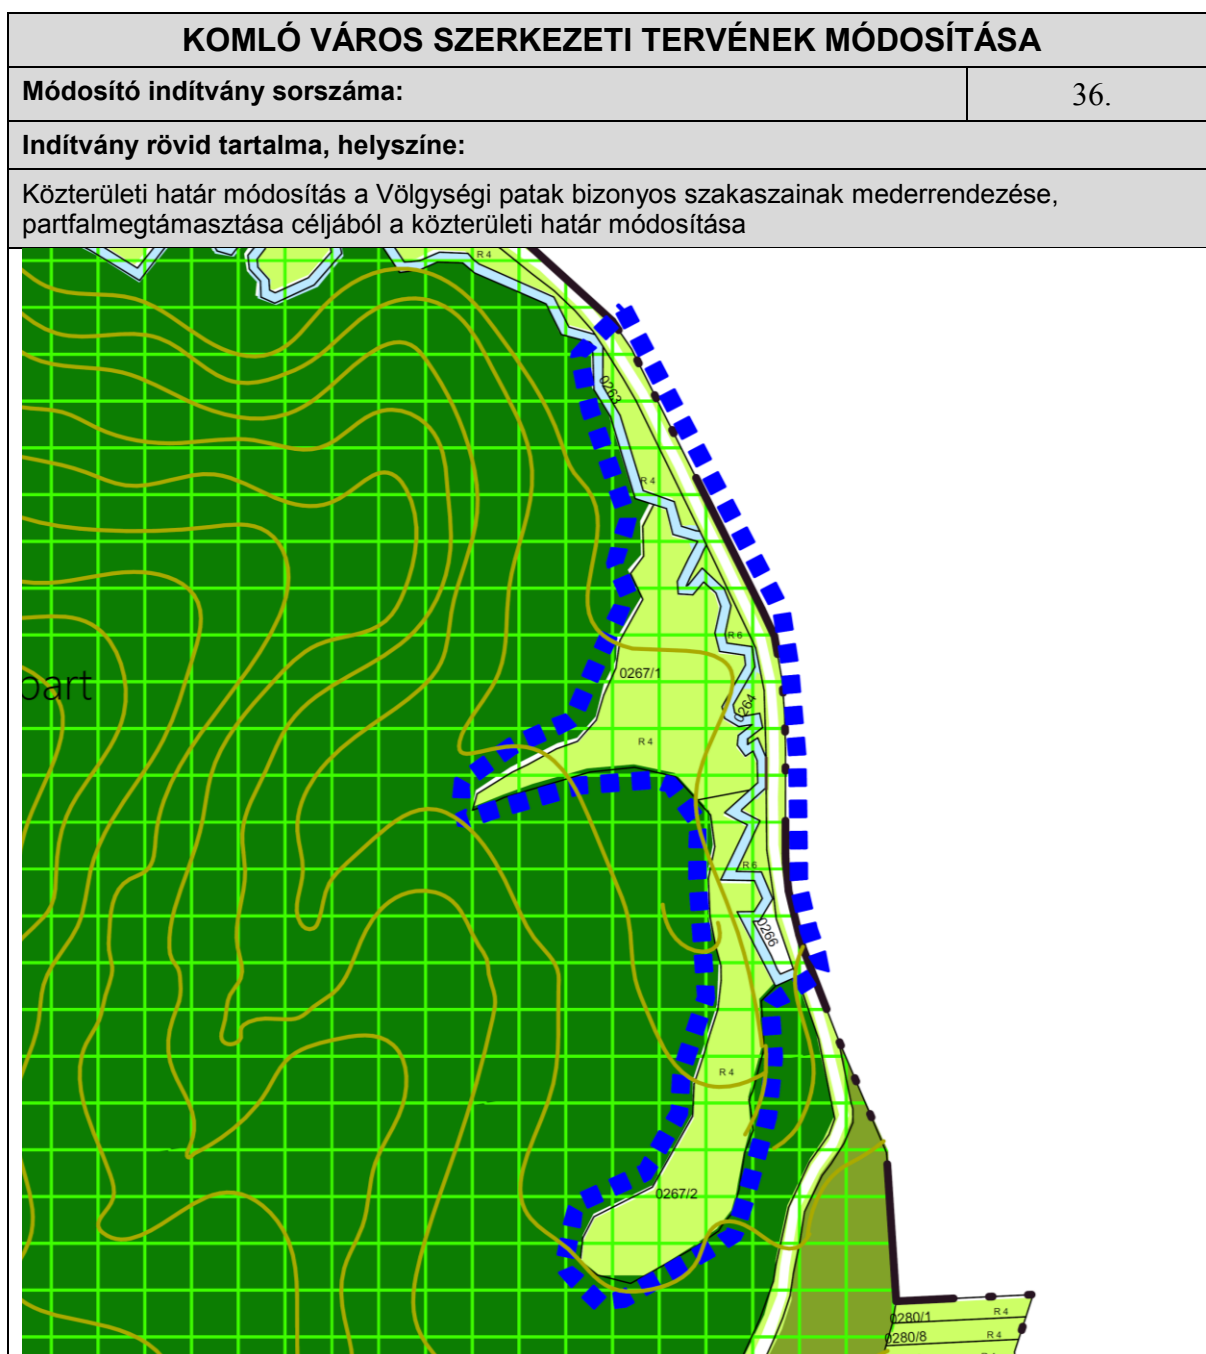 KOMLÓ VÁROS SZERKEZETI TERVÉNEK MÓDOSÍTÁSA
Módosító indítvány sorszáma: 36.
Indítvány rövid tartalma, helyszíne:
Közterületi határ módosítás a Völgységi patak bizonyos szakaszainak mederrendezése,
partfalmegtámasztása céljából a közterületi határ módosítása
R 4
0263
R 4
R 6
0267/1
part
0264
R 4
R 6
0266
R 4
0267/2
0280/1 R 4
0280/8 R 4